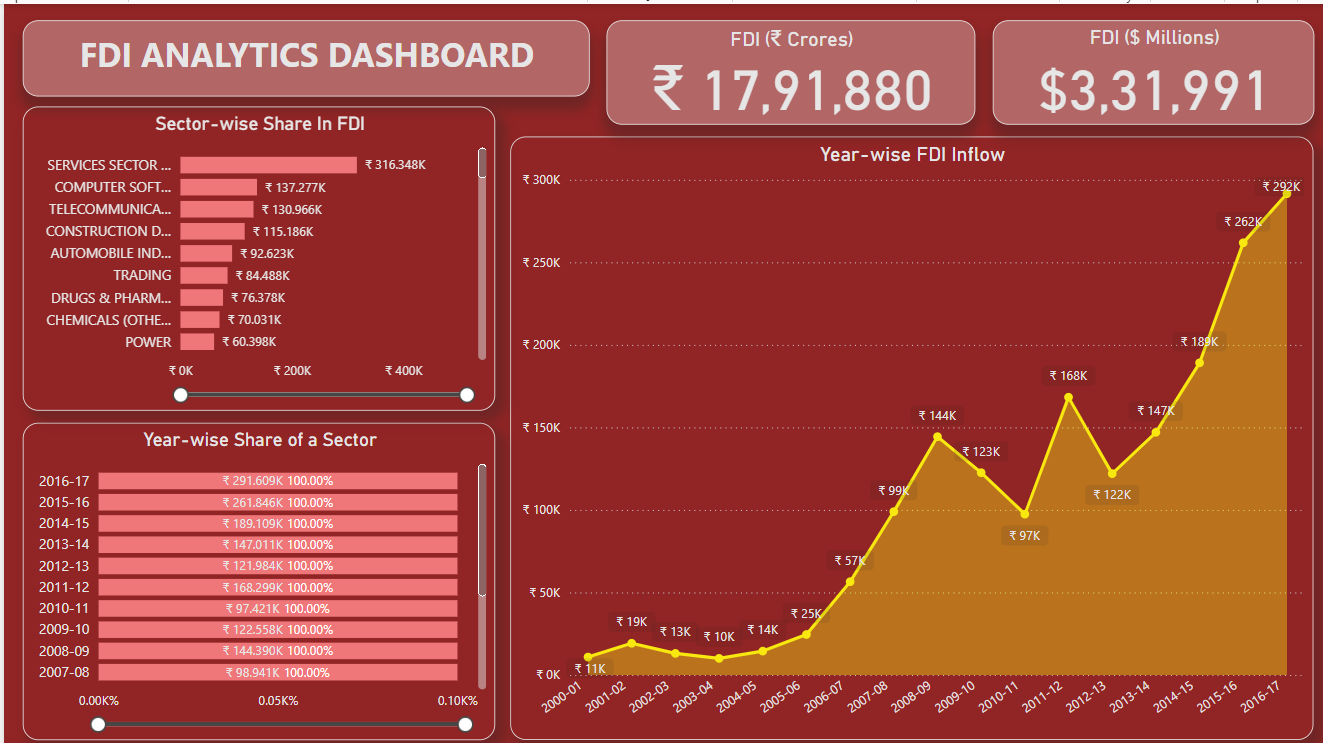 FDI ANALYTICS DASHBOARD
FDI (₹ Crores)
₹ 17,91,880
FDI ($ Millions)
$3,31,991
Sector-wise Share In FDI
SERVICES SECTOR ... ₹ 316.348K
COMPUTER SOFT... ₹ 137.277K
TELECOMMUNICA... ₹ 130.966K
CONSTRUCTION D... ₹ 115.186K
AUTOMOBILE IND... ₹ 92.623K
TRADING ₹ 84.488K
DRUGS & PHARM... ₹ 76.378K
CHEMICALS (OTHE... ₹ 70.031K
POWER ₹ 60.398K
₹ 0K ₹ 200K ₹ 400K
Year-wise Share of a Sector
2016-17 ₹ 291.609K 100.00%
2015-16 ₹ 261.846K 100.00%
2014-15 ₹ 189.109K 100.00%
2013-14 ₹ 147.011K 100.00%
2012-13 ₹ 121.984K 100.00%
2011-12 ₹ 168.299K 100.00%
2010-11 ₹ 97.421K 100.00%
2009-10 ₹ 122.558K 100.00%
2008-09 ₹ 144.390K 100.00%
2007-08 ₹ 98.941K 100.00%
0.00K% 0.05K% 0.10K%
Year-wise FDI Inflow
₹ 300K
₹ 250K
₹ 200K
₹ 150K
₹ 100K
₹ 50K
₹ 0K
₹ 11K
₹ 19K
₹ 13K
₹ 10K
₹ 14K
₹ 25K
₹ 57K
₹ 99K
₹ 144K
₹ 123K
₹ 97K
₹ 168K
₹ 122K
₹ 147K
₹ 189K
₹ 262K
₹ 292K
2000-01 2001-02 2002-03 2003-04 2004-05 2005-06 2006-07 2007-08 2008-09 2009-10 2010-11 2011-12 2012-13 2013-14 2014-15 2015-16 2016-17